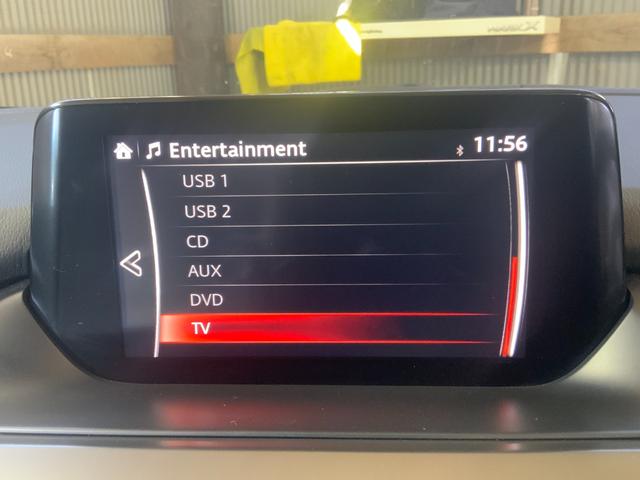 Entertainment
11:56
USB 1
USB 2
CD
AUX
DVD
TV